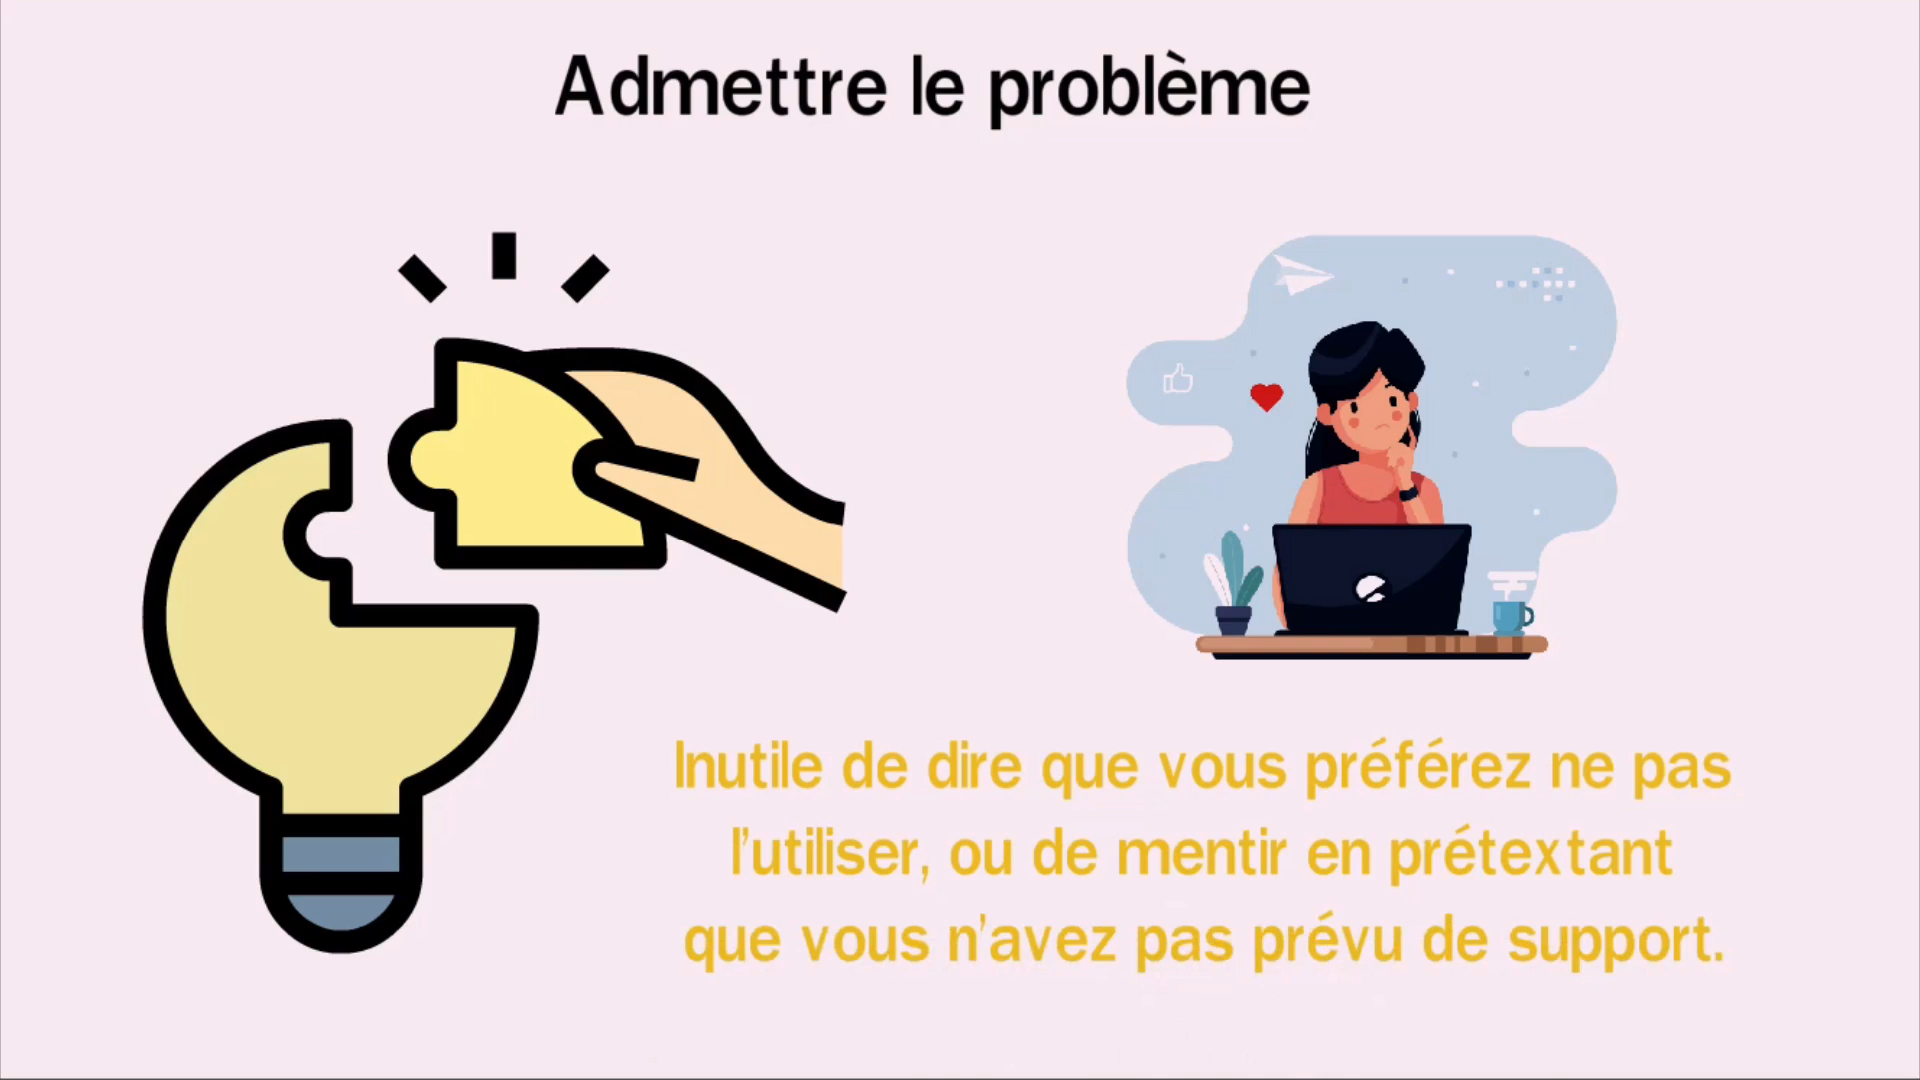 Admettre le problème
Inutile de dire que vous préférez ne pas
l'utiliser, ou de mentir en prétextant
que vous n'avez pas prévu de support.